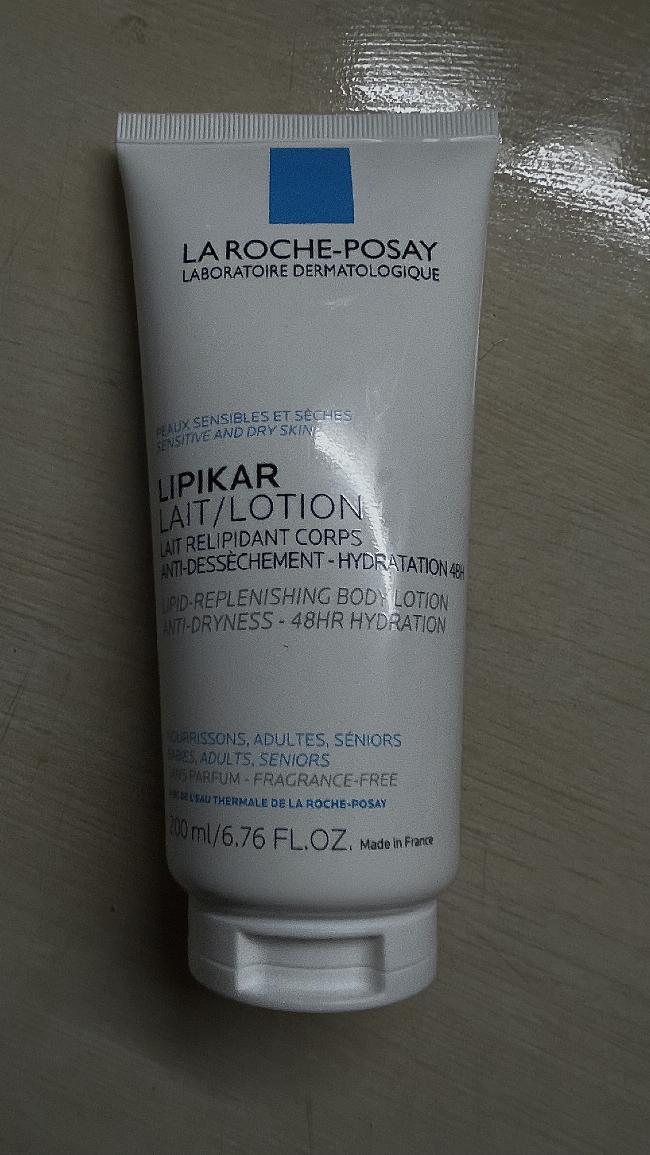 LA ROCHE-POSAY
LABORATOIRE DERMATOLOGIQUE
PEAUX SENSIBLES ET SÈCHES
SENSITIVE AND DRY SKIN
LIPIKAR
LAIT/LOTION
LAIT RELIPIDANT CORPS
ANTI-DESSÈCHEMENT - HYDRATATION 48H
LIPID-REPLENISHING BODY LOTION
ANTI-DRYNESS - 48HR HYDRATION
NOURRISSONS, ADULTES, SÉNIORS
BABIES, ADULTS, SENIORS
SANS PARFUM - FRAGRANCE-FREE
DE L'EAU THERMALE DE LA ROCHE-POSAY
200 ml/6.76 FL.OZ. Made in France